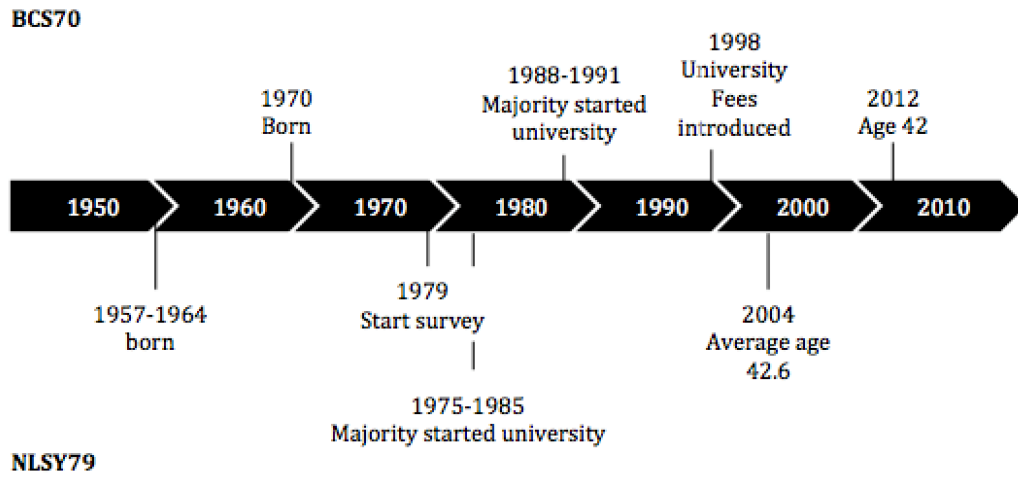 BCS70
1998
University
Fees
introduced
1988-1991
Majority started
university
1970
Born
2012
Age 42
1950 1960 1970 1980 1990 2000 2010
1957-1964
born
1979
Start survey
2004
Average age
42.6
1975-1985
Majority started university
NLSY79